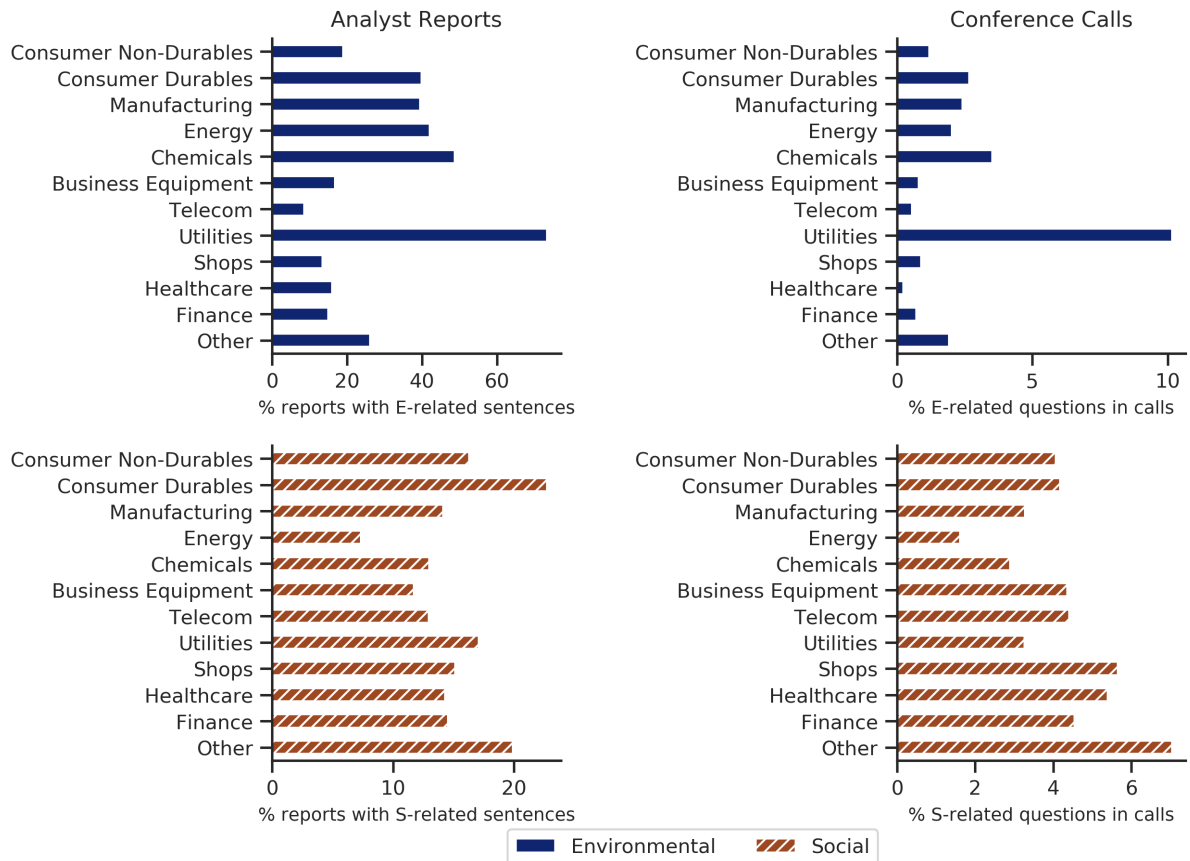 Analyst Reports
Consumer Non-Durables
Consumer Durables
Manufacturing
Energy
Chemicals
Business Equipment
Telecom
Utilities
Shops
Healthcare
Finance
Other
0 20 40 60
% reports with E-related sentences
Conference Calls
Consumer Non-Durables
Consumer Durables
Manufacturing
Energy
Chemicals
Business Equipment
Telecom
Utilities
Shops
Healthcare
Finance
Other
0 5 10
% E-related questions in calls
Consumer Non-Durables
Consumer Durables
Manufacturing
Energy
Chemicals
Business Equipment
Telecom
Utilities
Shops
Healthcare
Finance
Other
0 10 20
% reports with S-related sentences
Consumer Non-Durables
Consumer Durables
Manufacturing
Energy
Chemicals
Business Equipment
Telecom
Utilities
Shops
Healthcare
Finance
Other
0 2 4 6
% S-related questions in calls
Environmental Social